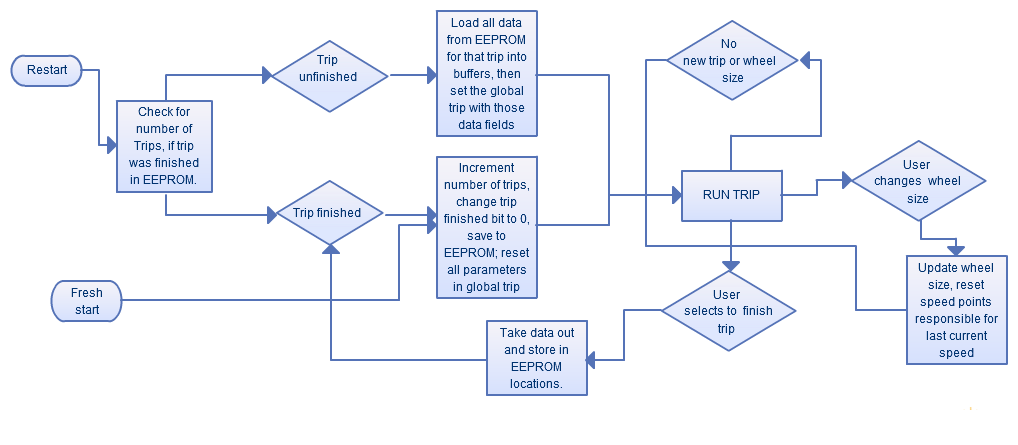 Restart
Check for
number of
Trips, if trip
was finished
in EEPROM.
Trip
unfinished
Load all data
from EEPROM
for that trip into
buffers, then
set the global
trip with those
data fields
Trip finished
Increment
number of trips,
change trip
finished bit to 0,
save to
EEPROM; reset
all parameters
in global trip
Fresh
start
No
new trip or wheel
size
RUN TRIP
User
changes wheel
size
Update wheel
size, reset
speed points
responsible for
last current
speed
User
selects to finish
trip
Take data out
and store in
EEPROM
locations.